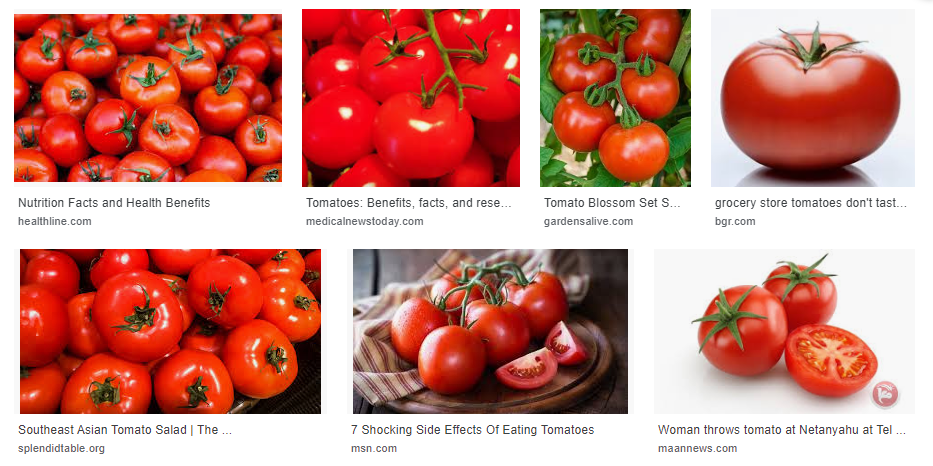 Nutrition Facts and Health Benefits
healthline.com
Tomatoes: Benefits, facts, and rese...
medicalnewstoday.com
Tomato Blossom Set S...
gardensalive.com
grocery store tomatoes don't tast...
bgr.com
Southeast Asian Tomato Salad | The ...
splendidtable.org
7 Shocking Side Effects Of Eating Tomatoes
msn.com
Woman throws tomato at Netanyahu at Tel ...
maannews.com